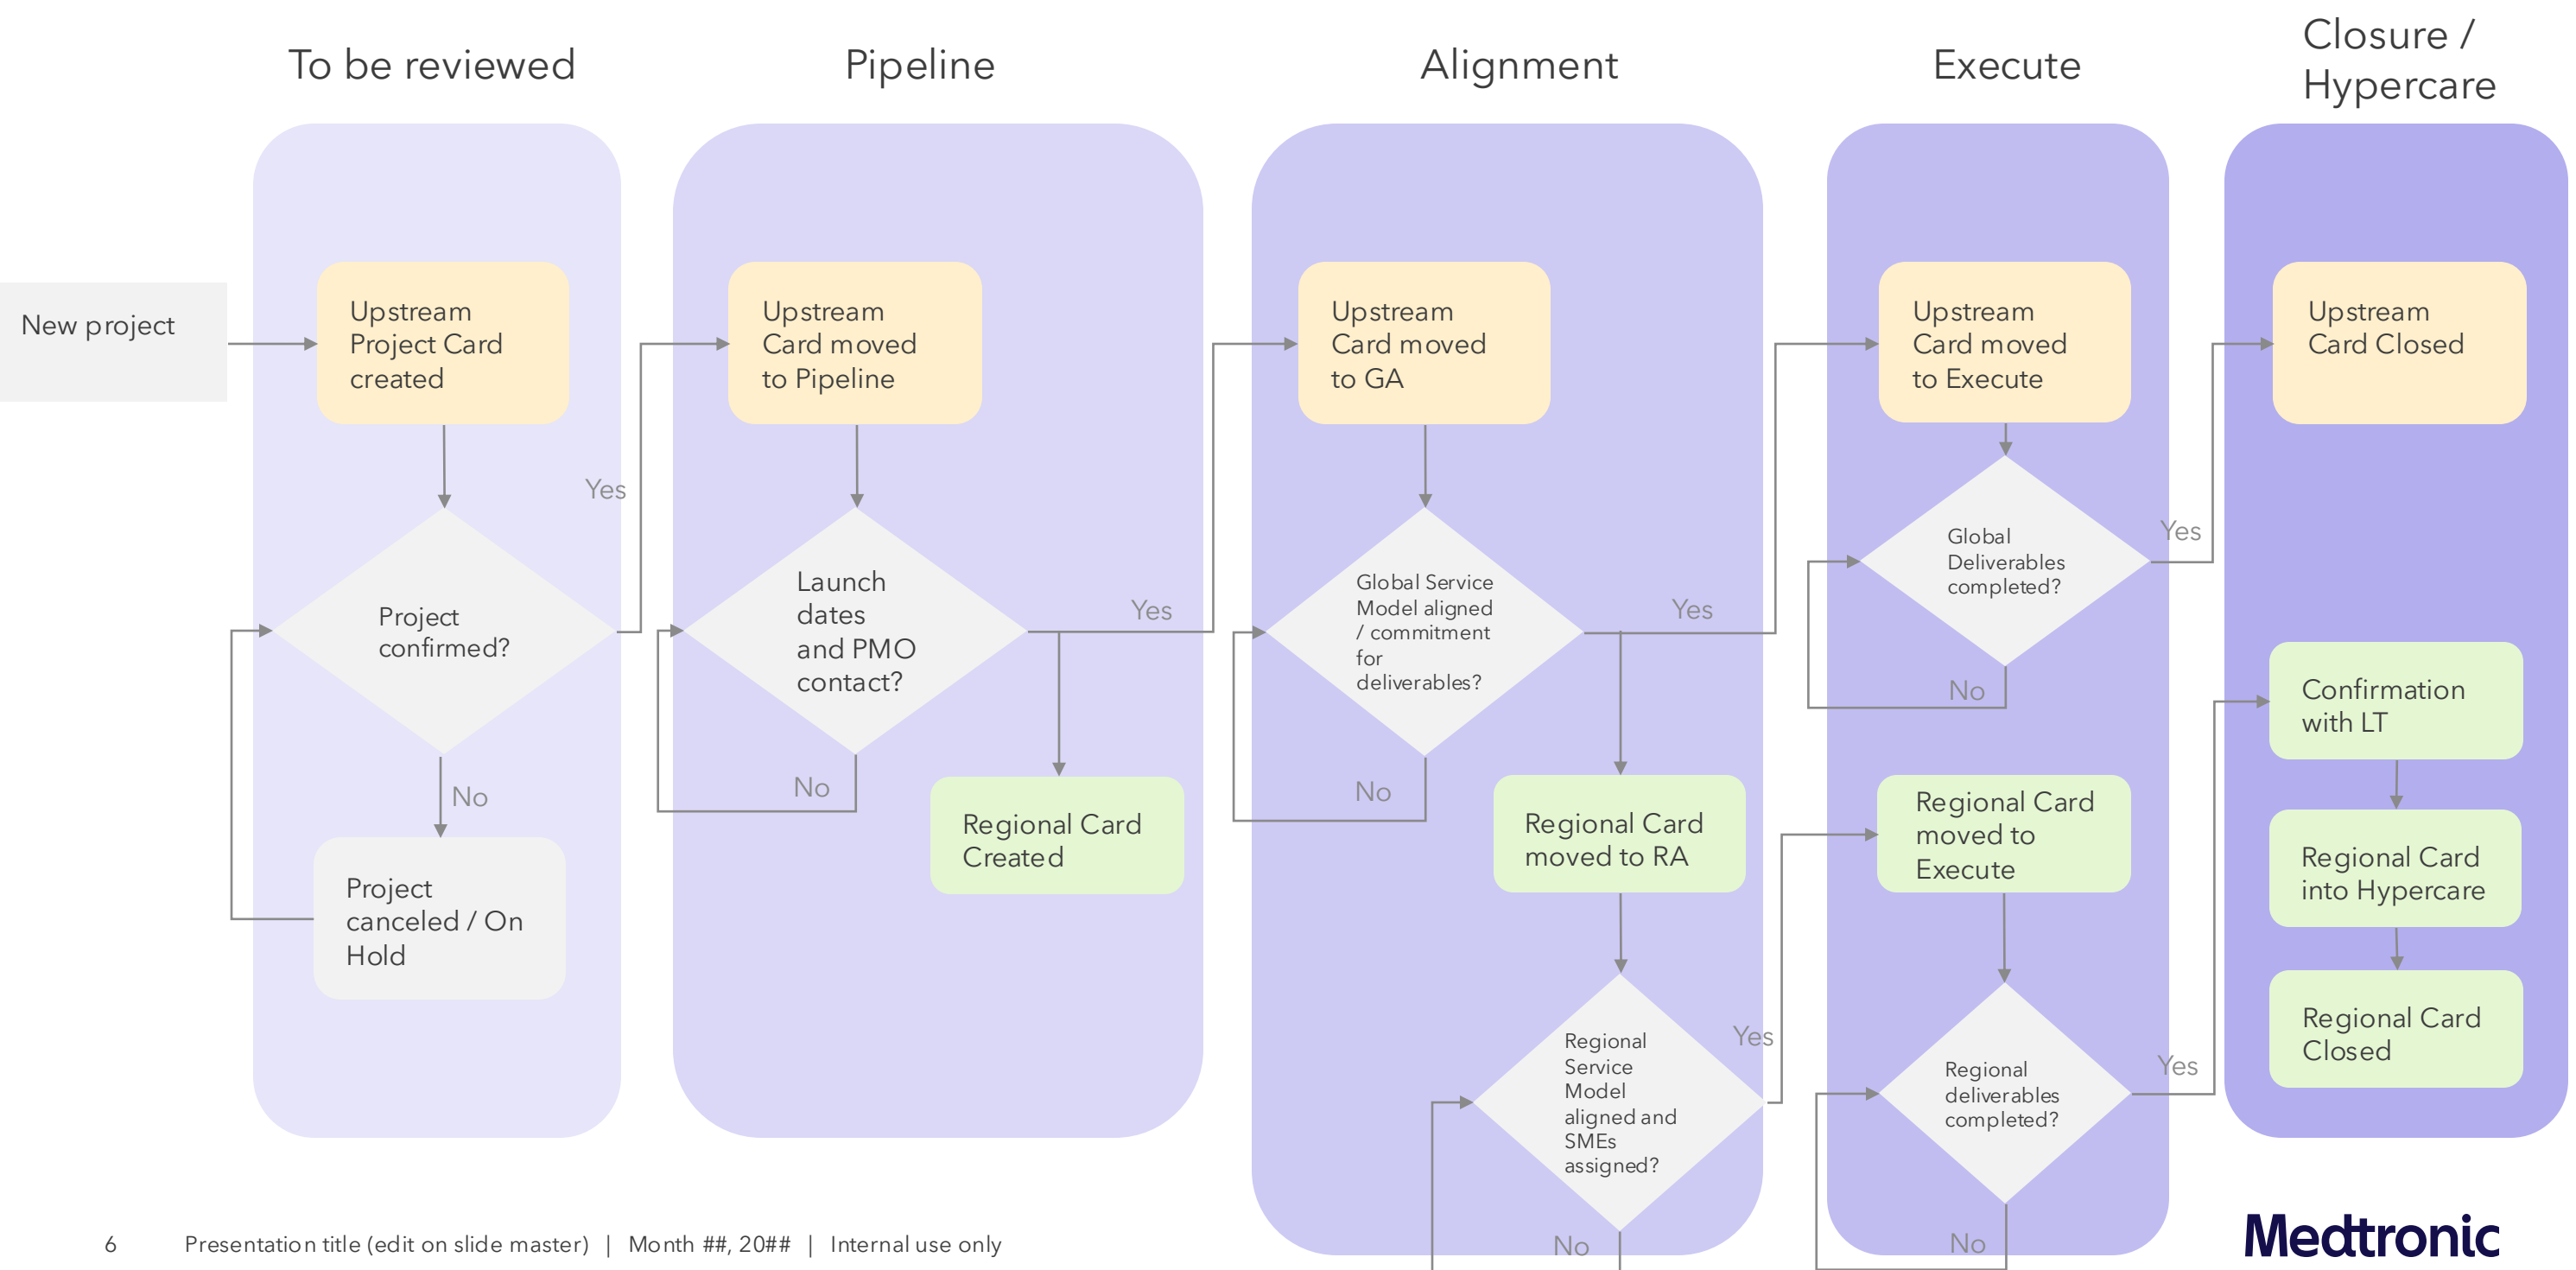 To be reviewed
Pipeline
Alignment
Execute
Closure /
Hypercare
New project
Upstream
Project Card
created
Yes
Project
confirmed?
No
Project
canceled / On
Hold
Upstream
Card moved
to Pipeline
Launch
dates
and PMO
contact?
Yes
No
Regional Card
Created
Upstream
Card moved
to GA
Global Service
Model aligned
/ commitment
for
deliverables?
Yes
No
Regional Card
moved to RA
Regional
Service
Model
aligned and
SMEs
assigned?
Yes
No
Upstream
Card moved
to Execute
Global
Deliverables
completed?
Yes
No
Regional Card
moved to
Execute
Regional
deliverables
completed?
Yes
No
Upstream
Card Closed
Confirmation
with LT
Regional Card
into Hypercare
Regional Card
Closed
6 Presentation title (edit on slide master) | Month ##, 20## | Internal use only
Medtronic